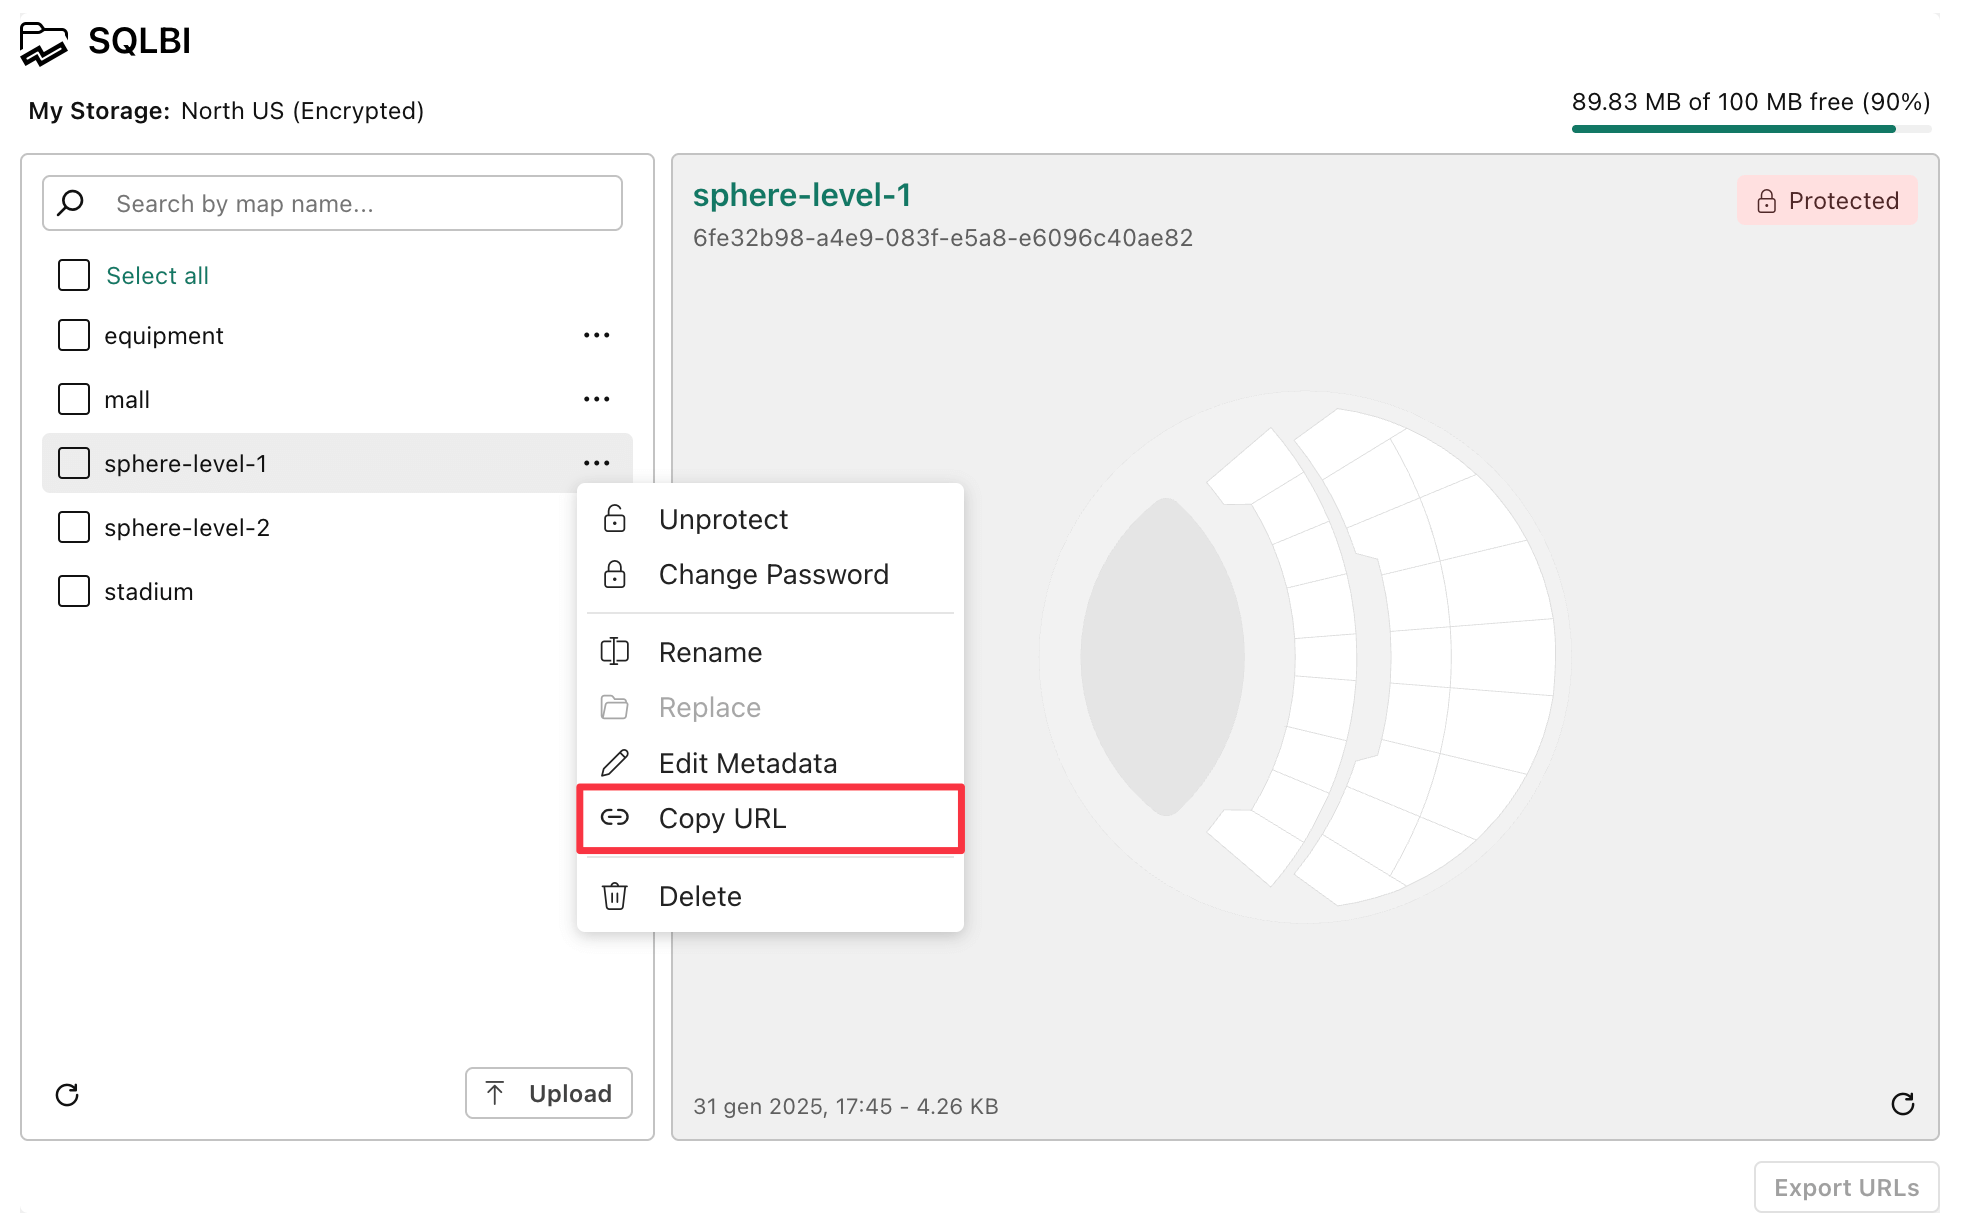 SQLBI
My Storage: North US (Encrypted)
89.83 MB of 100 MB free (90%)
Search by map name...
Select all
equipment
mall
sphere-level-1
sphere-level-2
stadium
Upload
Unprotect
Change Password
Rename
Replace
Edit Metadata
Copy URL
Delete
sphere-level-1
Protected
6fe32b98-a4e9-083f-e5a8-e6096c40ae82
31 gen 2025, 17:45 - 4.26 KB
Export URLs